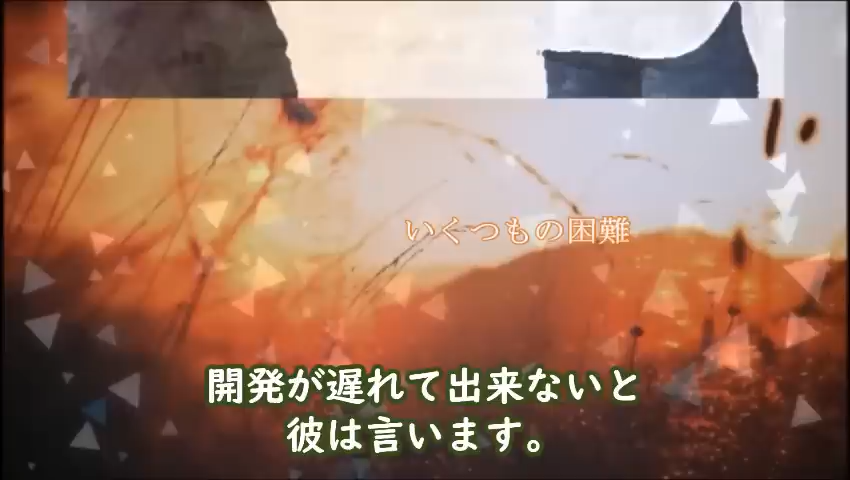 いくつもの困難
開発が遅れて出来ないと
彼は言います。